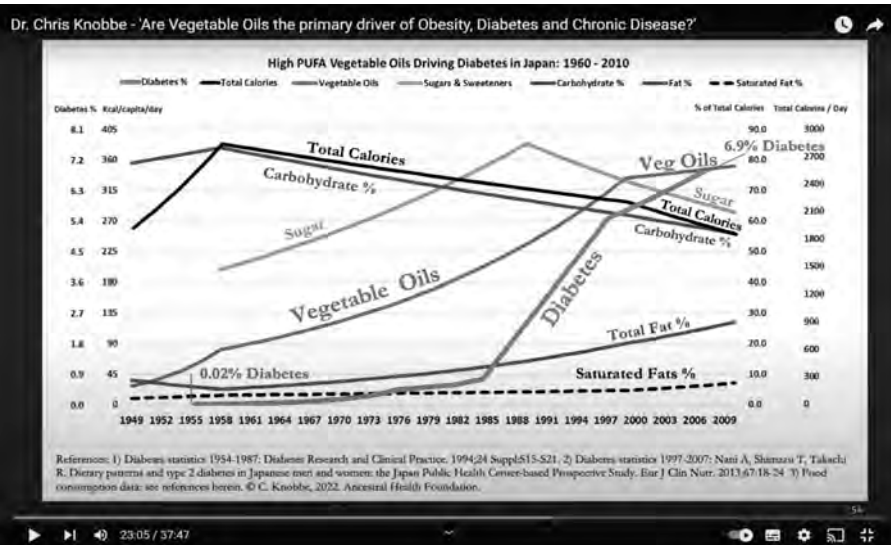 Dr. Chris Knobbe - 'Are Vegetable Oils the primary driver of Obesity, Diabetes and Chronic Disease?'
High PUFA Vegetable Oils Driving Diabetes in Japan: 1960 - 2010
Diabetes % Total Calories Vegetable Oils Sugars & Sweeteners Carbohydrate % Fat % Saturated Fat %
Diabetes % Kcal/capita/day % of Total Calories Total Calories / Day
8.1 405 90.0 3000
6.9% Diabetes
7.2 360 Total Calories Veg Oils 80.0 2700
Carbohydrate %
6.3 315 70.0 2400
Sugar
Sugar Total Calories
5.4 270 60.0 2100
Carbohydrate %
4.5 225 50.0 1800
3.6 180 Vegetable Oils Diabetes 40.0 1500
2.7 135 30.0 1200
Total Fat %
1.8 90 20.0 900
600
0.02% Diabetes Saturated Fats %
0.9 45 10.0 300
0.0 0 0.0 0
1949 1952 1955 1958 1961 1964 1967 1970 1973 1976 1979 1982 1985 1988 1991 1994 1997 2000 2003 2006 2009
References: 1) Diabetes statistics 1954-1987: Diabetes Research and Clinical Practice. 1994;24 Suppl:S15-S21. 2) Diabetes statistics 1997-2007: Nanri A, Shimazu T, Takachi
R. Dietary patterns and type 2 diabetes in Japanese men and women: the Japan Public Health Center-based Prospective Study. Eur J Clin Nutr. 2013;67:18-24 3) Food
consumption data: see references herein. © C. Knobbe, 2022. Ancestral Health Foundation.
54
23:05 / 37:47